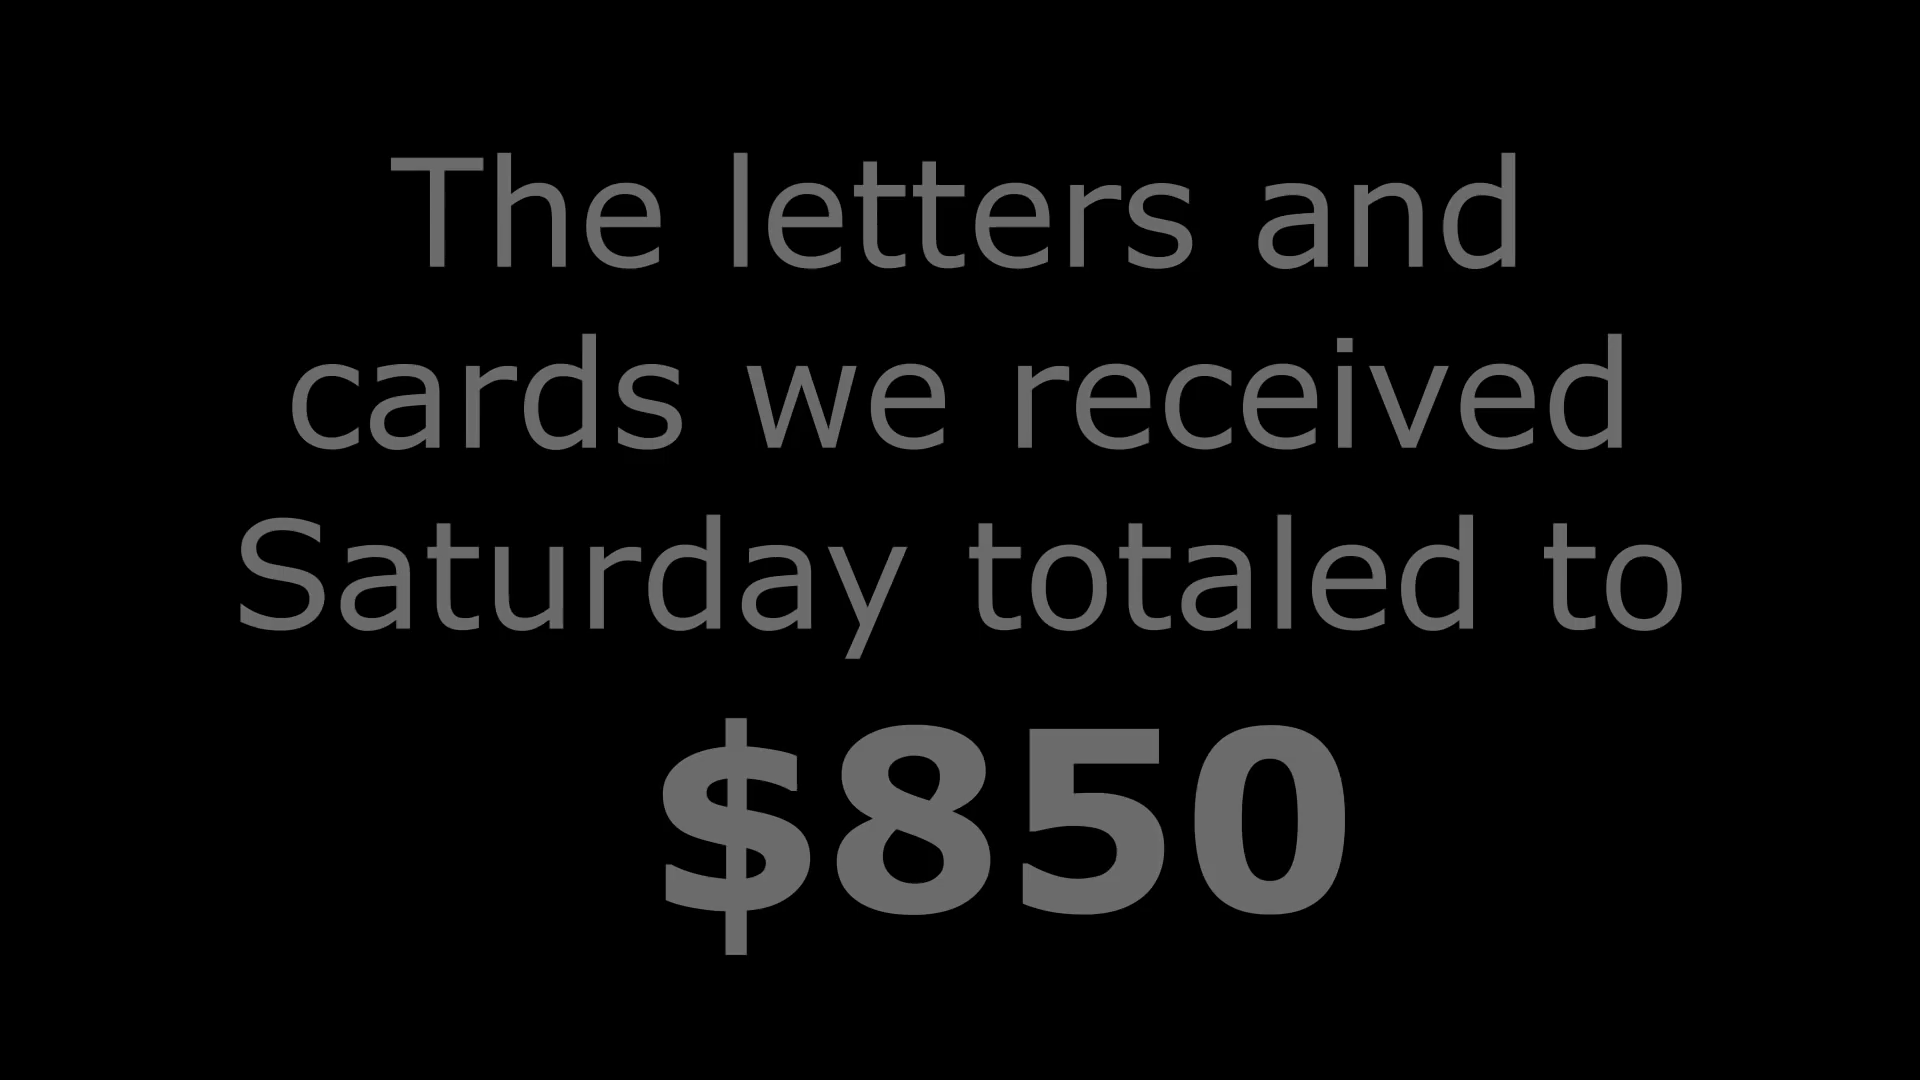 The letters and
cards we received
Saturday totaled to
$850